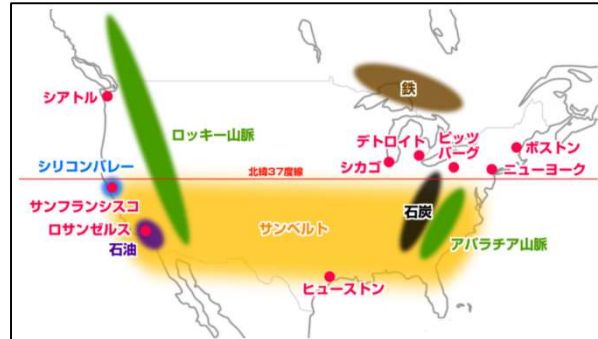 鉄
シアトル
ロッキー山脈
デトロイト
ピッツ
バーグ
ボストン
シカゴ
ニューヨーク
シリコンバレー
北緯37度線
サンフランシスコ
石炭
ロサンゼルス
サンベルト
アパラチア山脈
石油
ヒューストン